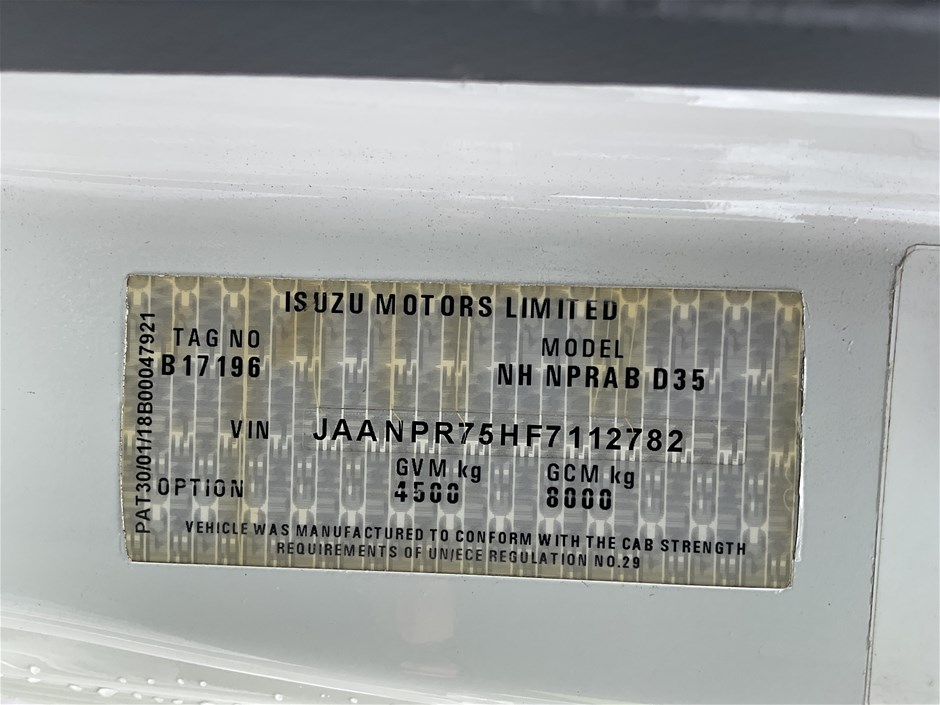 ISUZU MOTORS LIMITED
TAG NO
B17196
MODEL
NH NPRAB D35
VIN JAANPR75HF7112782
GVM kg
4500
GCM kg
8000
OPTION
VEHICLE WAS MANUFACTURED TO CONFORM WITH THE CAB STRENGTH
REQUIREMENTS OF UN/ECE REGULATION NO.29
PAT30/01/18B00047921